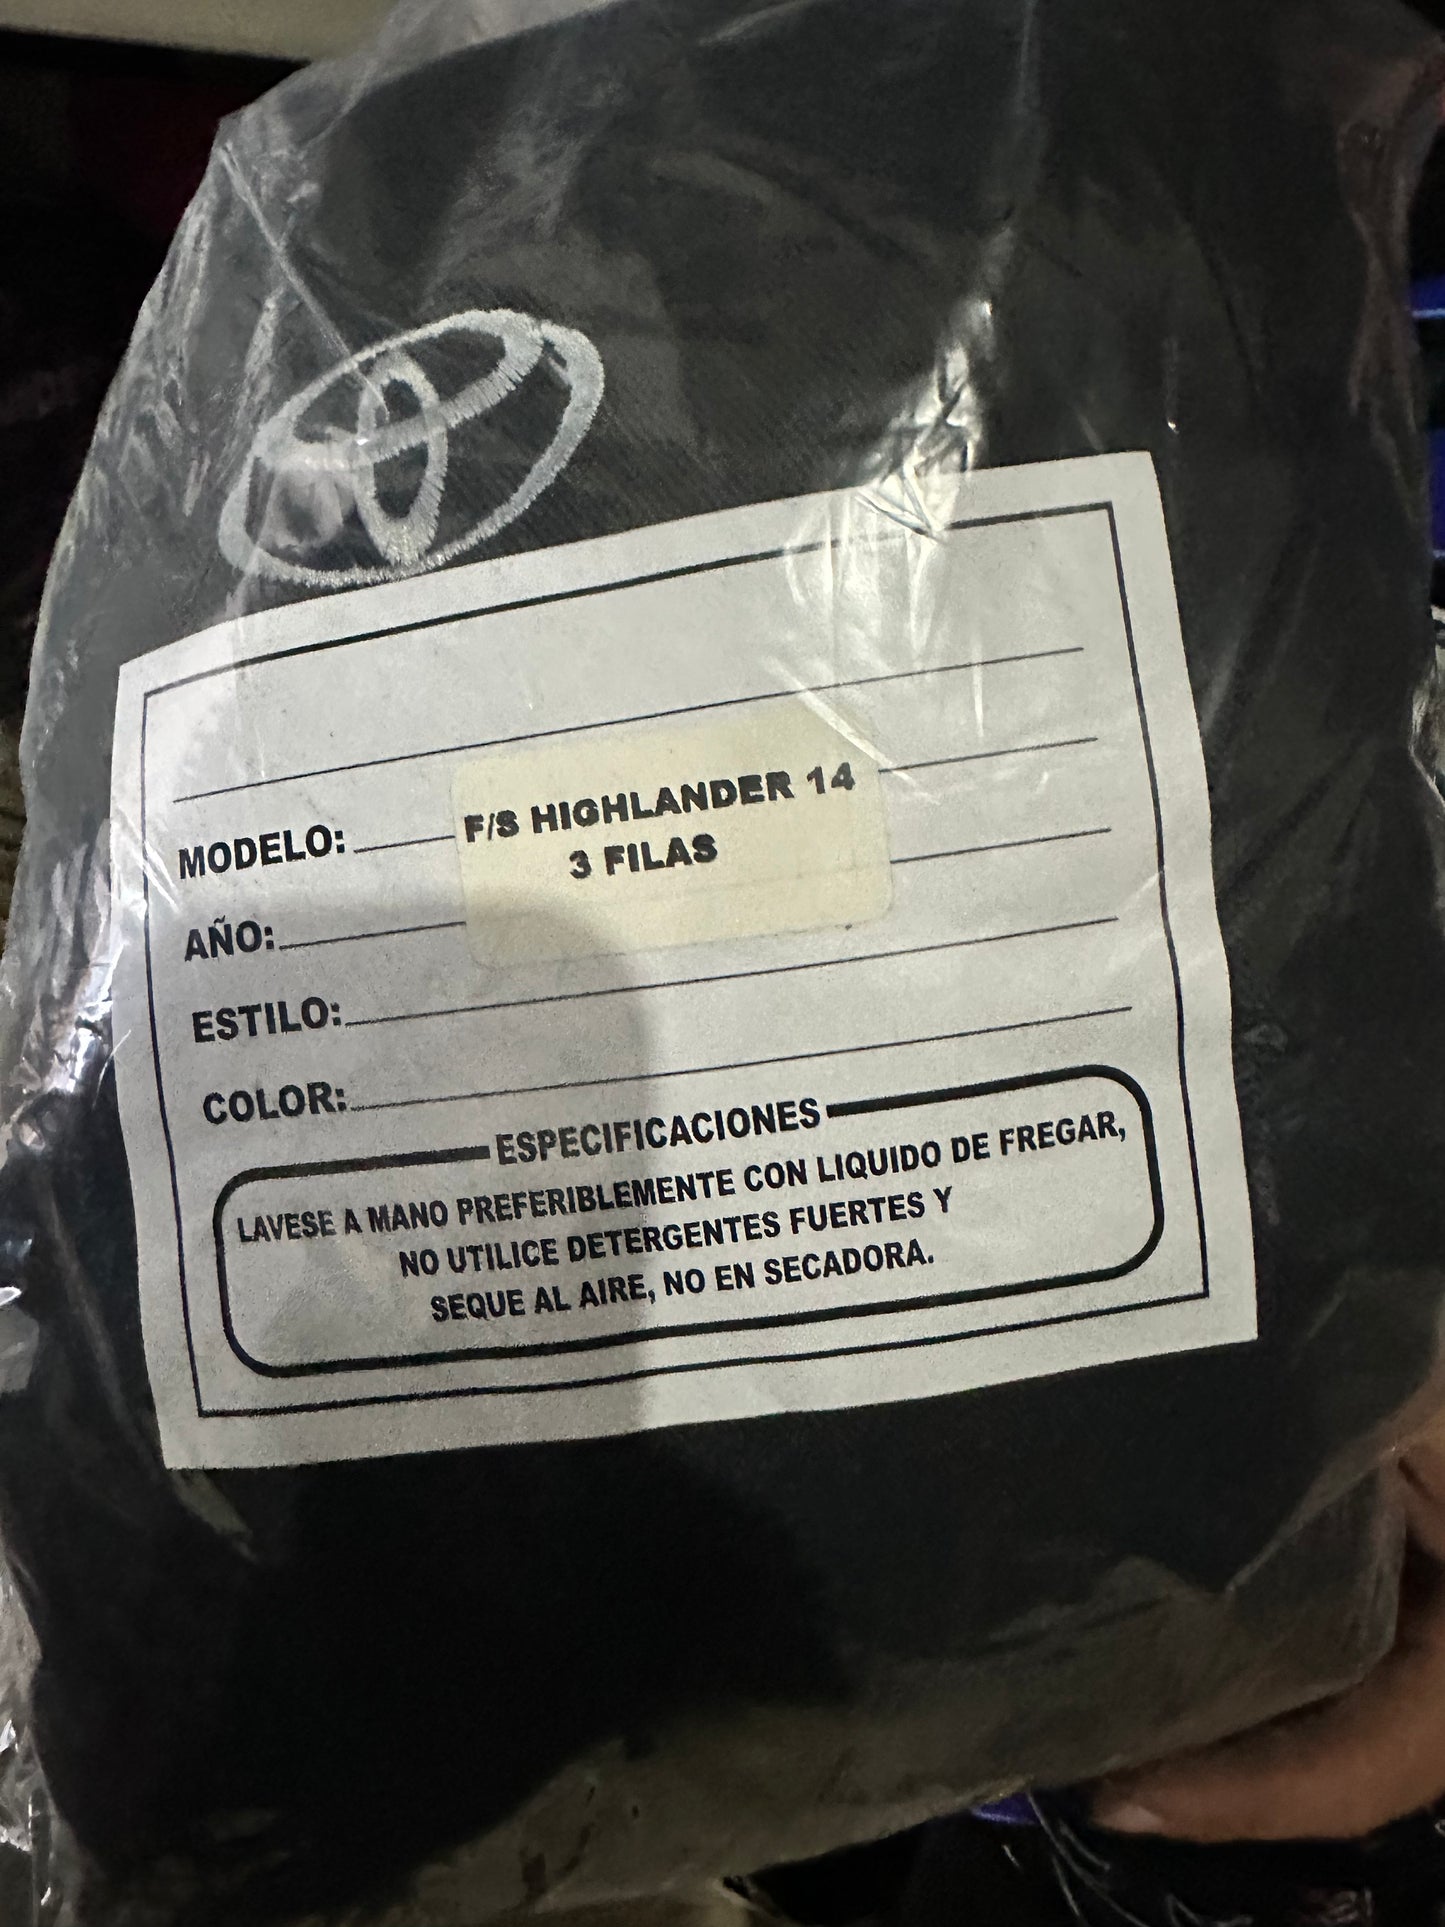 MODELO: F/S HIGHLANDER 14
3 FILAS
AÑO:
ESTILO:
COLOR:
ESPECIFICACIONES
LAVESE A MANO PREFERIBLEMENTE CON LIQUIDO DE FREGAR,
NO UTILICE DETERGENTES FUERTES Y
SEQUE AL AIRE, NO EN SECADORA.